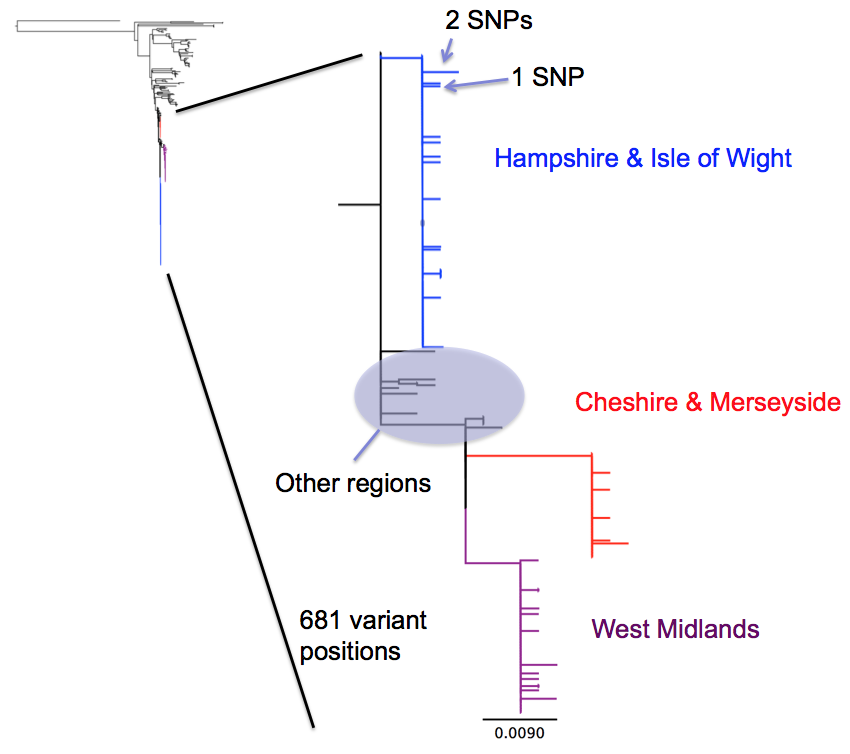 2 SNPs
1 SNP
Hampshire & Isle of Wight
Cheshire & Merseyside
Other regions
681 variant
positions
West Midlands
0.0090